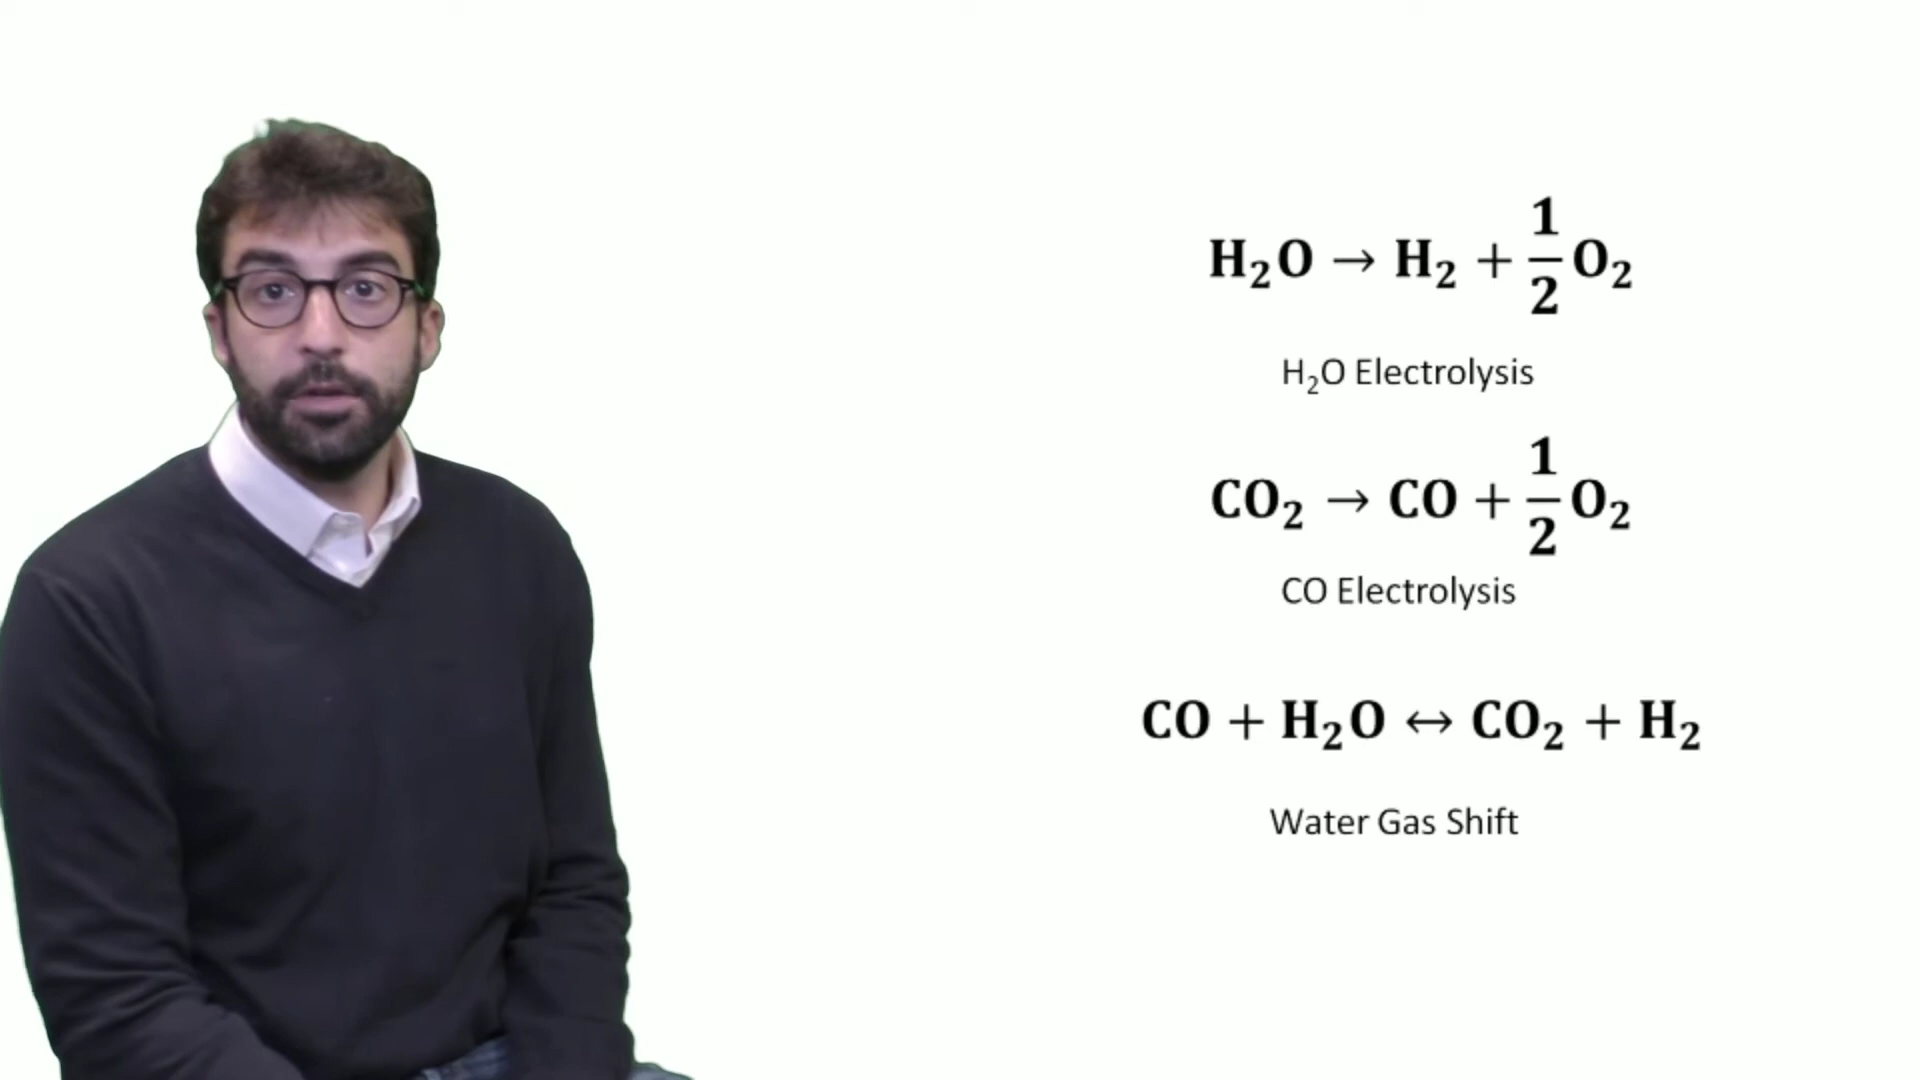 H₂O → H₂ + 1/2 O₂
H₂O Electrolysis
CO₂ → CO + 1/2 O₂
CO Electrolysis
CO + H₂O ↔ CO₂ + H₂
Water Gas Shift